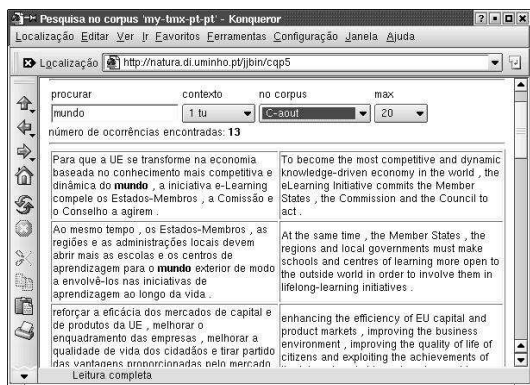 Pesquisa no corpus 'my-tmx-pt-pt' - Konqueror
Localização Editar Ver Ir Favoritos Ferramentas Configuração Janela Ajuda
Localização http://natura.di.uminho.pt/jjbin/cqp5
procurar contexto no corpus max
mundo 1 tu C-aout 20
número de ocorrências encontradas: 13
Para que a UE se transforme na economia
baseada no conhecimento mais competitiva e
dinâmica do mundo , a iniciativa e-Learning
compele os Estados-Membros , a Comissão e
o Conselho a agirem .
To become the most competitive and dynamic
knowledge-driven economy in the world , the
eLearning Initiative commits the Member
States , the Commission and the Council to
act .
Ao mesmo tempo , os Estados-Membros , as
regiões e as administrações locais devem
abrir mais as escolas e os centros de
aprendizagem para o mundo exterior de modo
a envolvê-los nas iniciativas de
aprendizagem ao longo da vida .
At the same time , the Member States , the
regions and local governments must make
schools and centres of learning more open to
the outside world in order to involve them in
lifelong-learning initiatives .
reforçar a eficácia dos mercados de capital e
de produtos da UE , melhorar o
enquadramento das empresas , melhorar a
qualidade de vida dos cidadãos e tirar partido
das vantagens proporcionadas pelo mercado
enhancing the efficiency of EU capital and
product markets , improving the business
environment , improving the quality of life of
citizens and exploiting the achievements of
Leitura completa